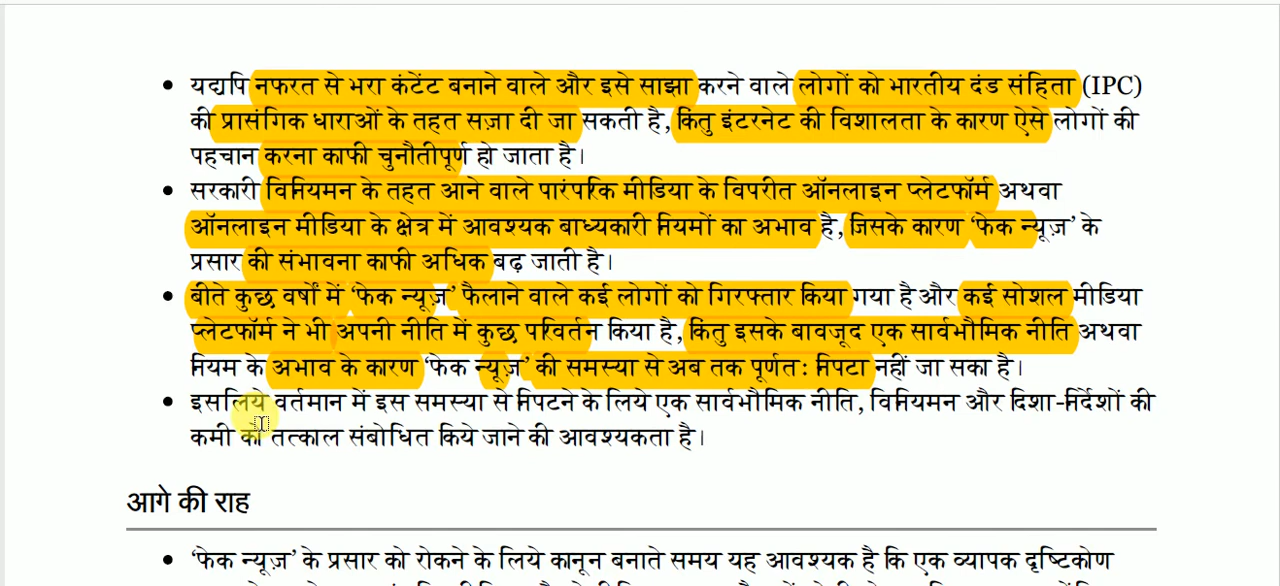 • यद्यपि नफरत से भरा कंटेंट बनाने वाले और इसे साझा करने वाले लोगों को भारतीय दंड संहिता (IPC)
की प्रासंगिक धाराओं के तहत सज़ा दी जा सकती है, किंतु इंटरनेट की विशालता के कारण ऐसे लोगों की
पहचान करना काफी चुनौतीपूर्ण हो जाता है।
• सरकारी विनियमन के तहत आने वाले पारंपरिक मीडिया के विपरीत ऑनलाइन प्लेटफॉर्म अथवा
ऑनलाइन मीडिया के क्षेत्र में आवश्यक बाध्यकारी नियमों का अभाव है, जिसके कारण ‘फेक न्यूज़’ के
प्रसार की संभावना काफी अधिक बढ़ जाती है।
• बीते कुछ वर्षों में ‘फेक न्यूज़’ फैलाने वाले कई लोगों को गिरफ्तार किया गया है और कई सोशल मीडिया
प्लेटफॉर्म ने भी अपनी नीति में कुछ परिवर्तन किया है, किंतु इसके बावजूद एक सार्वभौमिक नीति अथवा
नियम के अभाव के कारण ‘फेक न्यूज़’ की समस्या से अब तक पूर्णतः निपटा नहीं जा सका है।
• इसलिये वर्तमान में इस समस्या से निपटने के लिये एक सार्वभौमिक नीति, विनियमन और दिशा-निर्देशों की
कमी को तत्काल संबोधित किये जाने की आवश्यकता है।
आगे की राह
• ‘फेक न्यूज़’ के प्रसार को रोकने के लिये कानून बनाते समय यह आवश्यक है कि एक व्यापक दृष्टिकोण